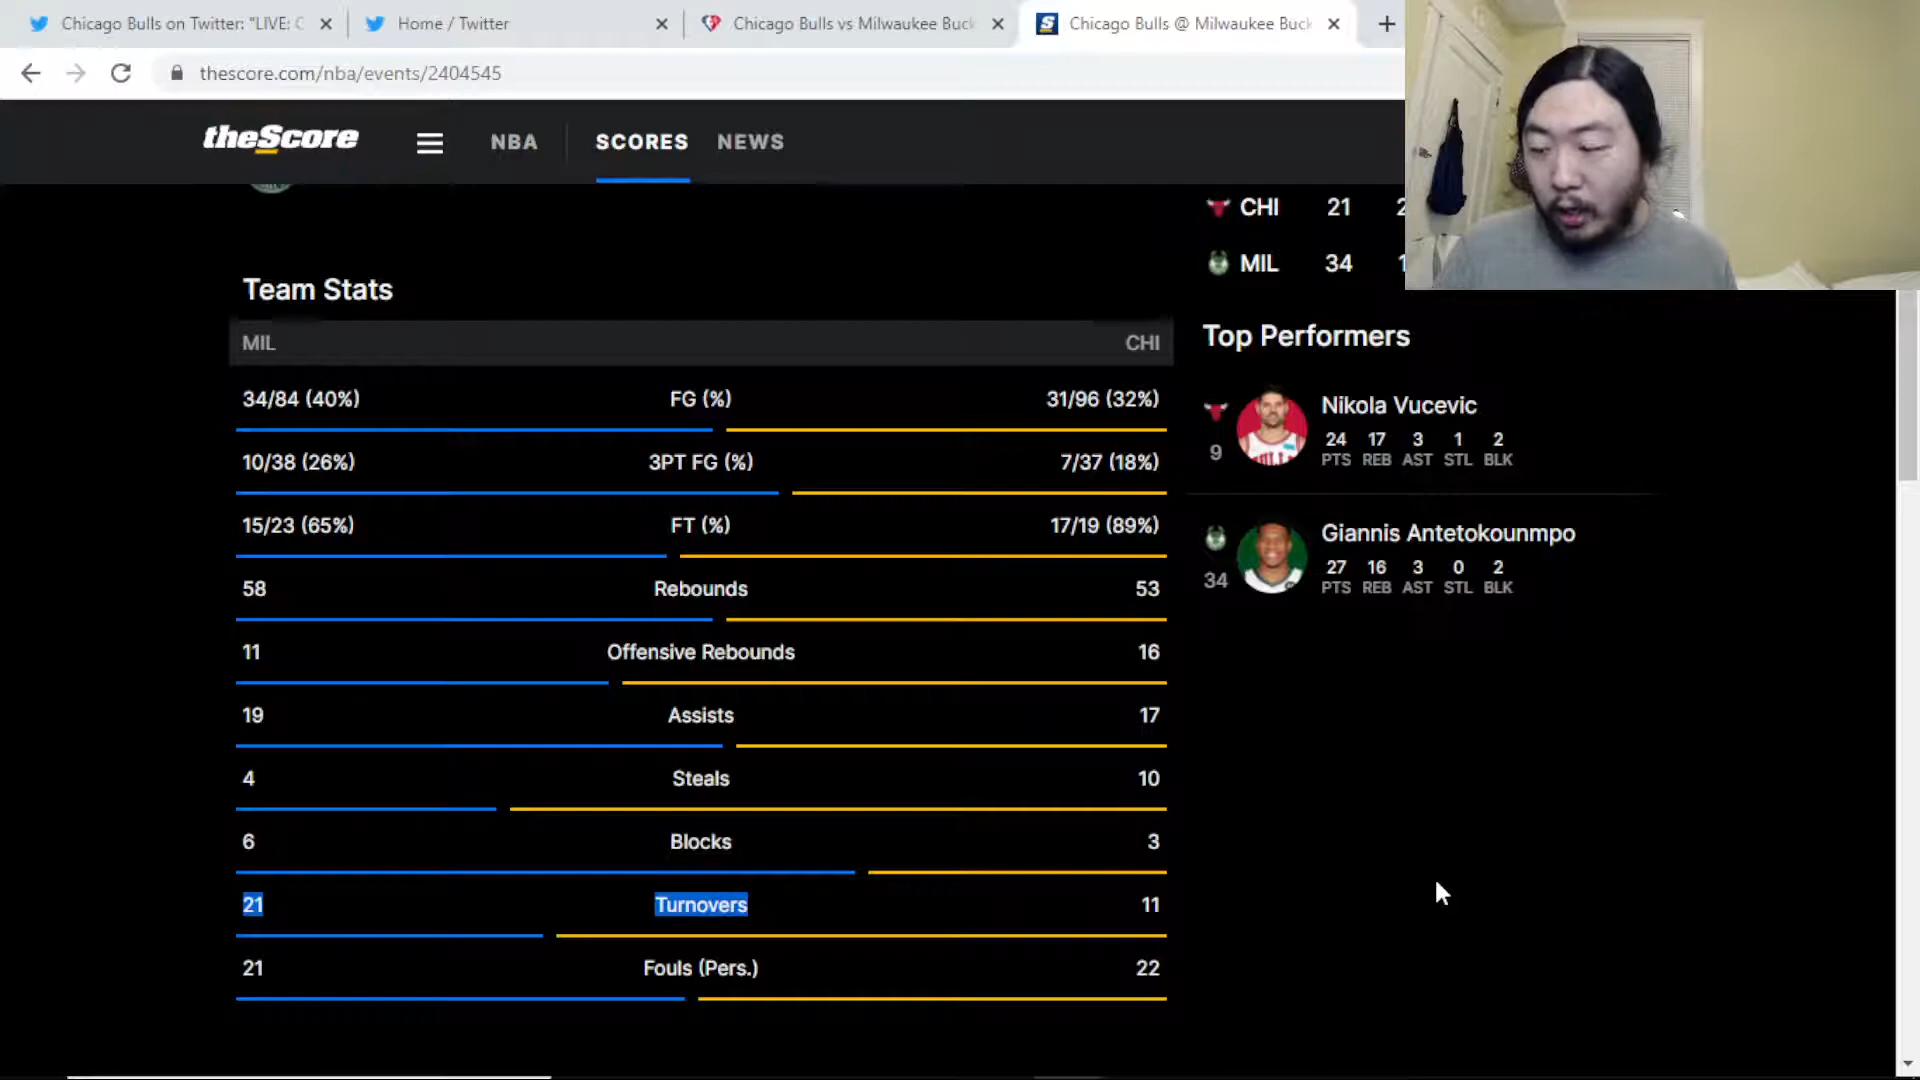 Chicago Bulls on Twitter: "LIVE: C
Home / Twitter
Chicago Bulls vs Milwaukee Buck
Chicago Bulls @ Milwaukee Buck
thescore.com/nba/events/2404545
theScore
NBA
SCORES
NEWS
CHI 21 2
MIL 34 1
Team Stats
MIL CHI
34/84 (40%) FG (%) 31/96 (32%)
10/38 (26%) 3PT FG (%) 7/37 (18%)
15/23 (65%) FT (%) 17/19 (89%)
58 Rebounds 53
11 Offensive Rebounds 16
19 Assists 17
4 Steals 10
6 Blocks 3
21 Turnovers 11
21 Fouls (Pers.) 22
Top Performers
9
Nikola Vucevic
24 17 3 1 2
PTS REB AST STL BLK
34
Giannis Antetokounmpo
27 16 3 0 2
PTS REB AST STL BLK